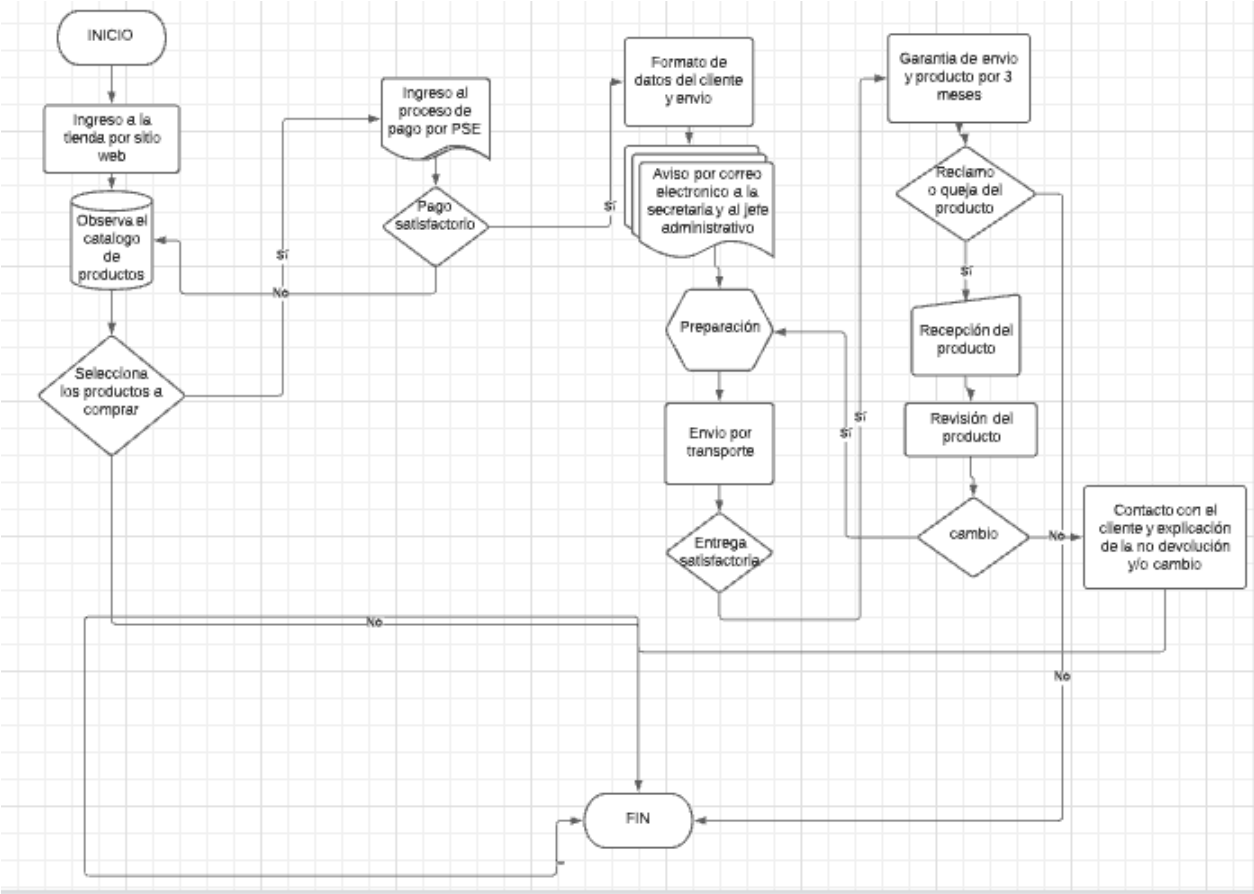 INICIO
Ingreso a la
tienda por sitio
web
Observa el
catalogo
de
productos
Selecciona
los productos a
comprar
Sí
No
Ingreso al
proceso de
pago por PSE
Pago
satisfactorio
Sí
No
Formato de
datos del cliente
y envio
Aviso por correo
electronico a la
secretaria y al jefe
administrativo
Preparación
Envio por
transporte
Entrega
satisfactoria
Sí
Garantia de envio
y producto por 3
meses
Reclamo
o queja del
producto
Sí
No
Recepción del
producto
Revisión del
producto
cambio
Sí
No
Contacto con el
cliente y explicación
de la no devolución
y/o cambio
FIN